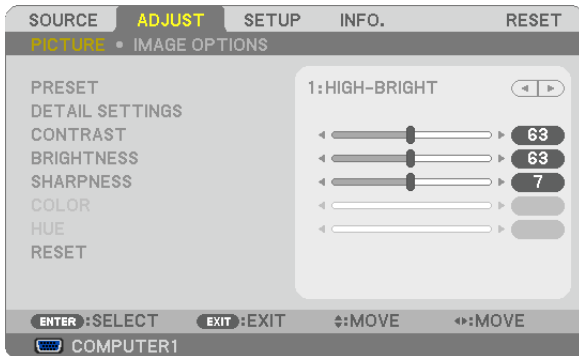 SOURCE ADJUST SETUP INFO. RESET
PICTURE • IMAGE OPTIONS
PRESET 1:HIGH-BRIGHT
DETAIL SETTINGS
CONTRAST 63
BRIGHTNESS 63
SHARPNESS 7
COLOR
HUE
RESET
ENTER :SELECT EXIT :EXIT :MOVE :MOVE
COMPUTER1